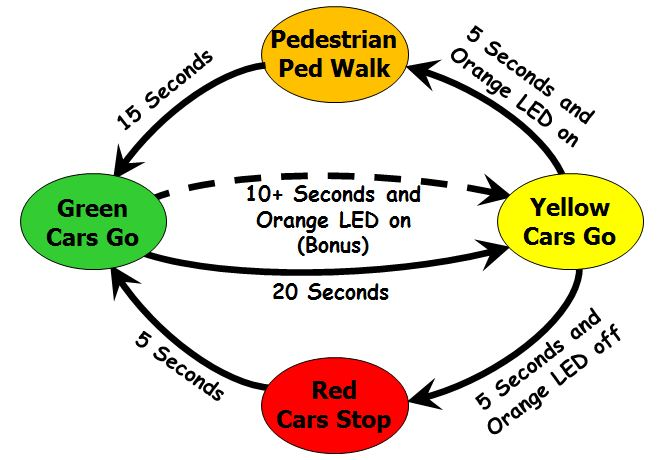 Pedestrian
Ped Walk
5 Seconds and
Orange LED on
15 Seconds
Green
Cars Go
10+ Seconds and
Orange LED on
(Bonus)
Yellow
Cars Go
20 Seconds
5 Seconds
Red
Cars Stop
5 Seconds and
Orange LED off